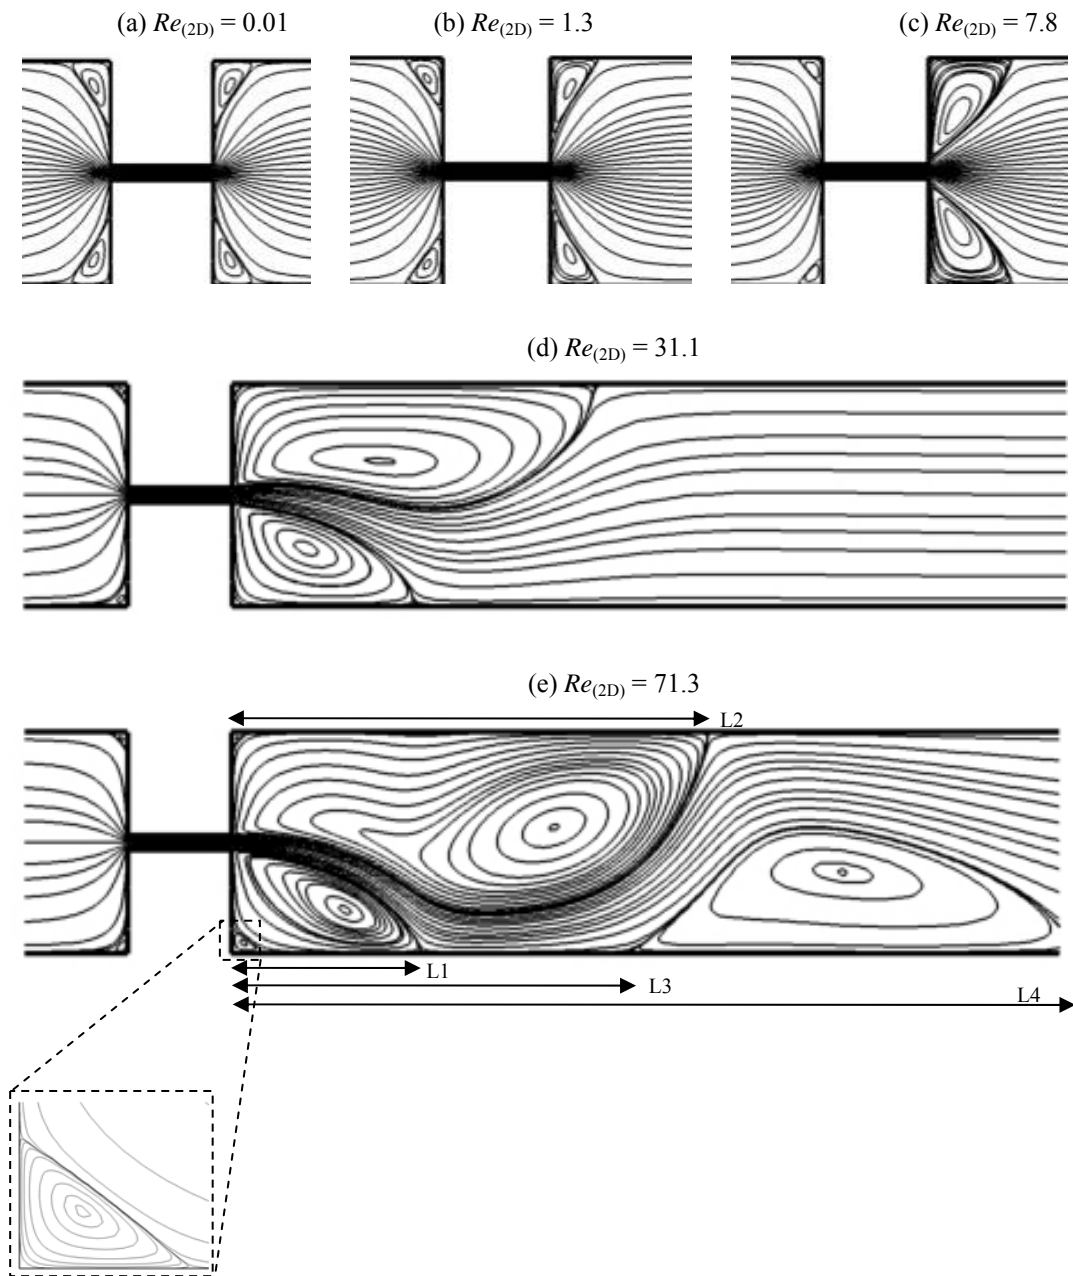 (a) Re(2D) = 0.01
(b) Re(2D) = 1.3
(c) Re(2D) = 7.8
(d) Re(2D) = 31.1
(e) Re(2D) = 71.3
L2
L1
L3
L4